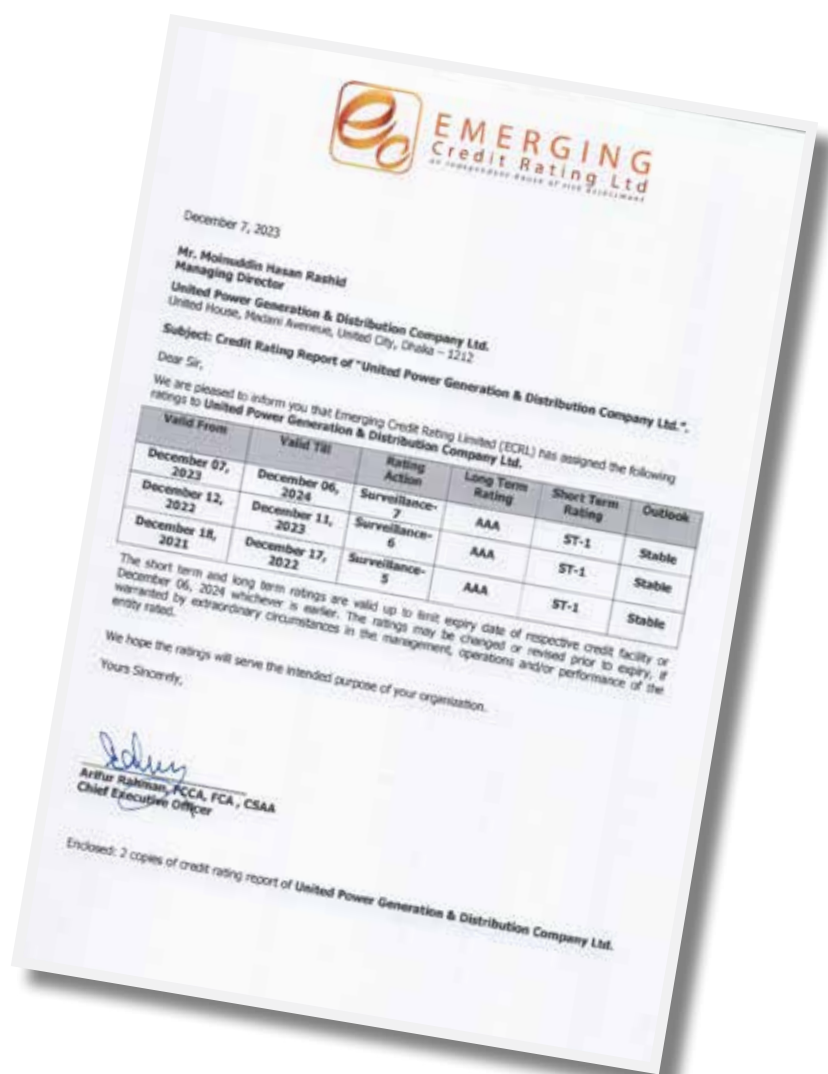 EMERGING
Credit Rating Ltd
an independent house of risk assessment
December 7, 2023
Mr. Moinuddin Hasan Rashid
Managing Director
United Power Generation & Distribution Company Ltd.
United House, Madani Aveneue, United City, Dhaka – 1212
Subject: Credit Rating Report of "United Power Generation & Distribution Company Ltd.".
Dear Sir,
We are pleased to inform you that Emerging Credit Rating Limited (ECRL) has assigned the following
ratings to United Power Generation & Distribution Company Ltd.
Valid From Valid Till Rating Action Long Term Rating Short Term Rating Outlook
December 07, 2023 December 06, 2024 Surveillance-7 AAA ST-1 Stable
December 12, 2022 December 11, 2023 Surveillance-6 AAA ST-1 Stable
December 18, 2021 December 17, 2022 Surveillance-5 AAA ST-1 Stable
The short term and long term ratings are valid up to limit expiry date of respective credit facility or
December 06, 2024 whichever is earlier. The ratings may be changed or revised prior to expiry, if
warranted by extraordinary circumstances in the management, operations and/or performance of the
entity rated.
We hope the ratings will serve the intended purpose of your organization.
Yours Sincerely,
Arifur Rahman, FCCA, FCA , CSAA
Chief Executive Officer
Enclosed: 2 copies of credit rating report of United Power Generation & Distribution Company Ltd.